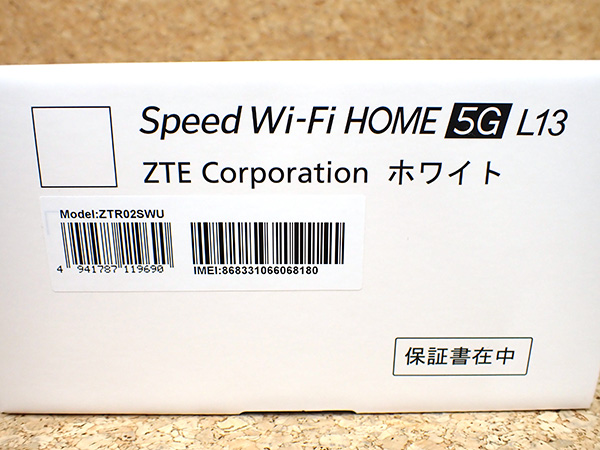 Speed Wi-Fi HOME 5G L13
ZTE Corporation ホワイト
Model:ZTR02SWU
4 941787 119690
IMEI:868331066068180
保証書在中